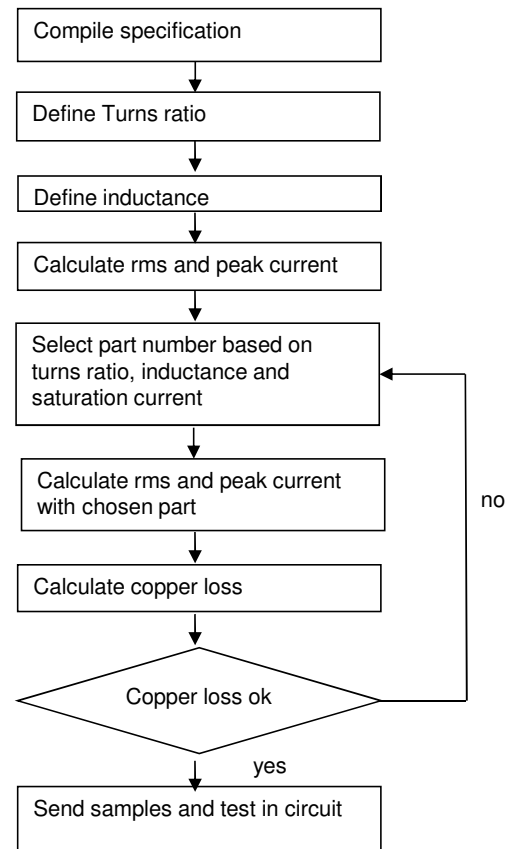 Compile specification
Define Turns ratio
Define inductance
Calculate rms and peak current
Select part number based on
turns ratio, inductance and
saturation current
Calculate rms and peak current
with chosen part
no
Calculate copper loss
Copper loss ok
yes
Send samples and test in circuit